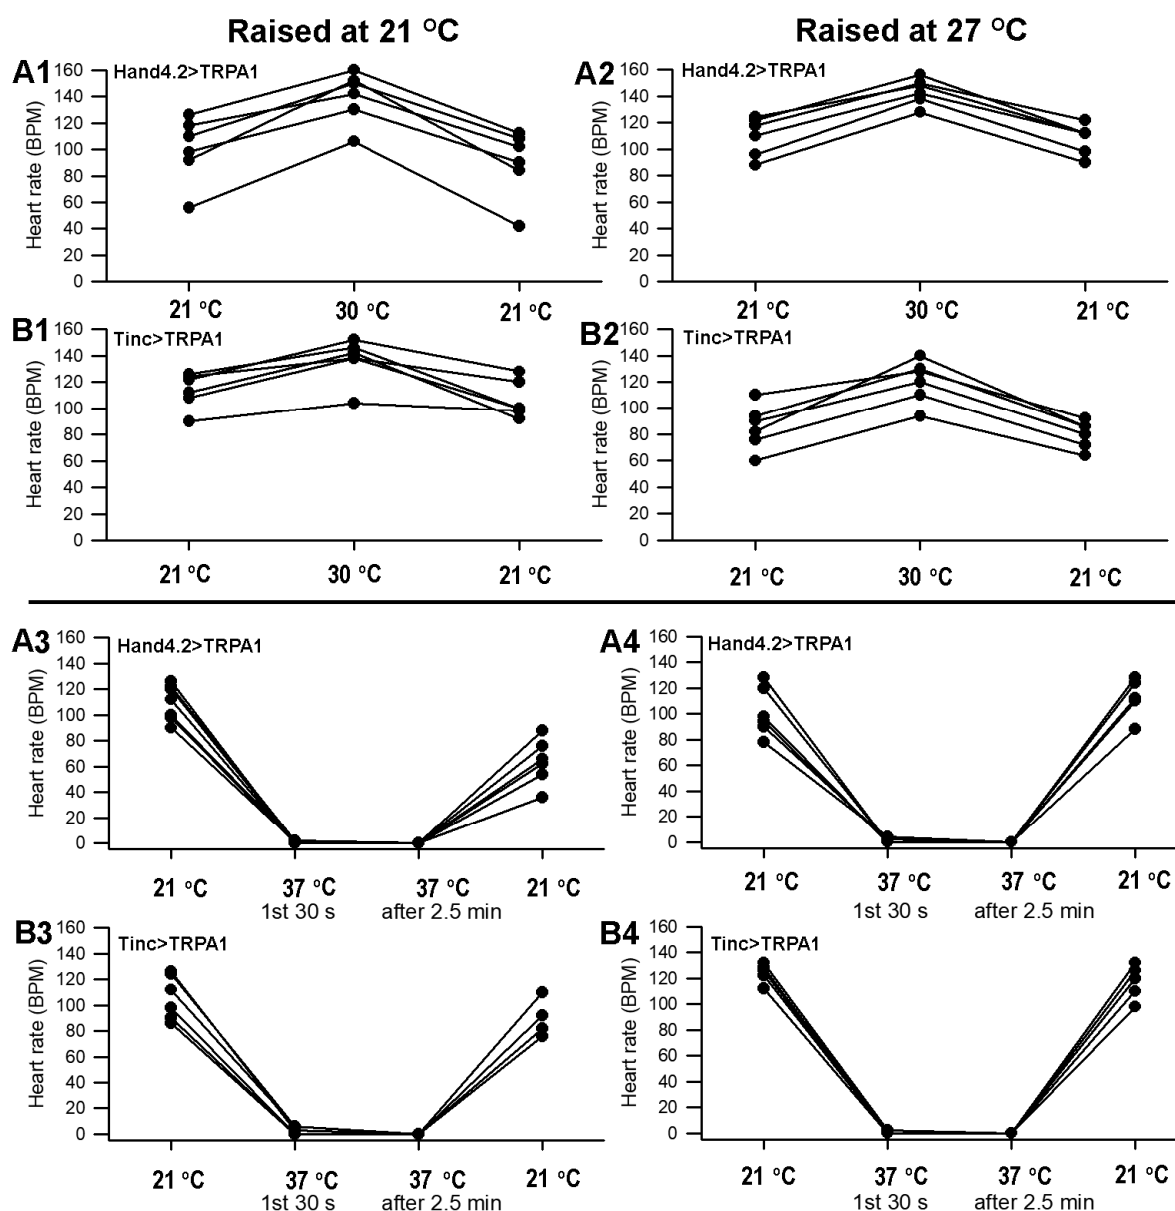 Raised at 21 °C
Raised at 27 °C
A1
Hand4.2>TRPA1
Heart rate (BPM)
160
140
120
100
80
60
40
20
0
21 °C 30 °C 21 °C
A2
Hand4.2>TRPA1
Heart rate (BPM)
160
140
120
100
80
60
40
20
0
21 °C 30 °C 21 °C
B1
Tinc>TRPA1
Heart rate (BPM)
160
140
120
100
80
60
40
20
0
21 °C 30 °C 21 °C
B2
Tinc>TRPA1
Heart rate (BPM)
160
140
120
100
80
60
40
20
0
21 °C 30 °C 21 °C
A3
Hand4.2>TRPA1
Heart rate (BPM)
160
140
120
100
80
60
40
20
0
21 °C 37 °C 37 °C 21 °C
1st 30 s after 2.5 min
A4
Hand4.2>TRPA1
Heart rate (BPM)
160
140
120
100
80
60
40
20
0
21 °C 37 °C 37 °C 21 °C
1st 30 s after 2.5 min
B3
Tinc>TRPA1
Heart rate (BPM)
160
140
120
100
80
60
40
20
0
21 °C 37 °C 37 °C 21 °C
1st 30 s after 2.5 min
B4
Tinc>TRPA1
Heart rate (BPM)
160
140
120
100
80
60
40
20
0
21 °C 37 °C 37 °C 21 °C
1st 30 s after 2.5 min